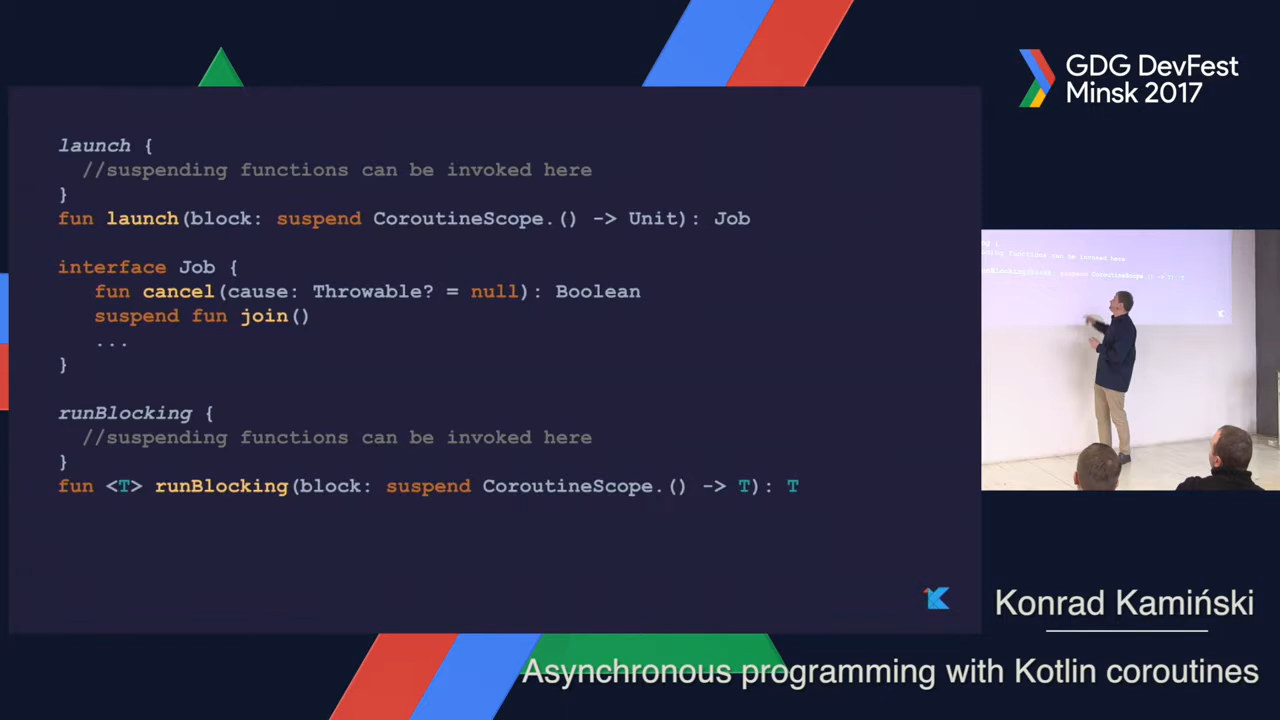 GDG DevFest
Minsk 2017
launch {
//suspending functions can be invoked here
}
fun launch(block: suspend CoroutineScope.() -> Unit): Job
interface Job {
fun cancel(cause: Throwable? = null): Boolean
suspend fun join()
...
}
runBlocking {
//suspending functions can be invoked here
}
fun <T> runBlocking(block: suspend CoroutineScope.() -> T): T
Konrad Kamiński
Asynchronous programming with Kotlin coroutines